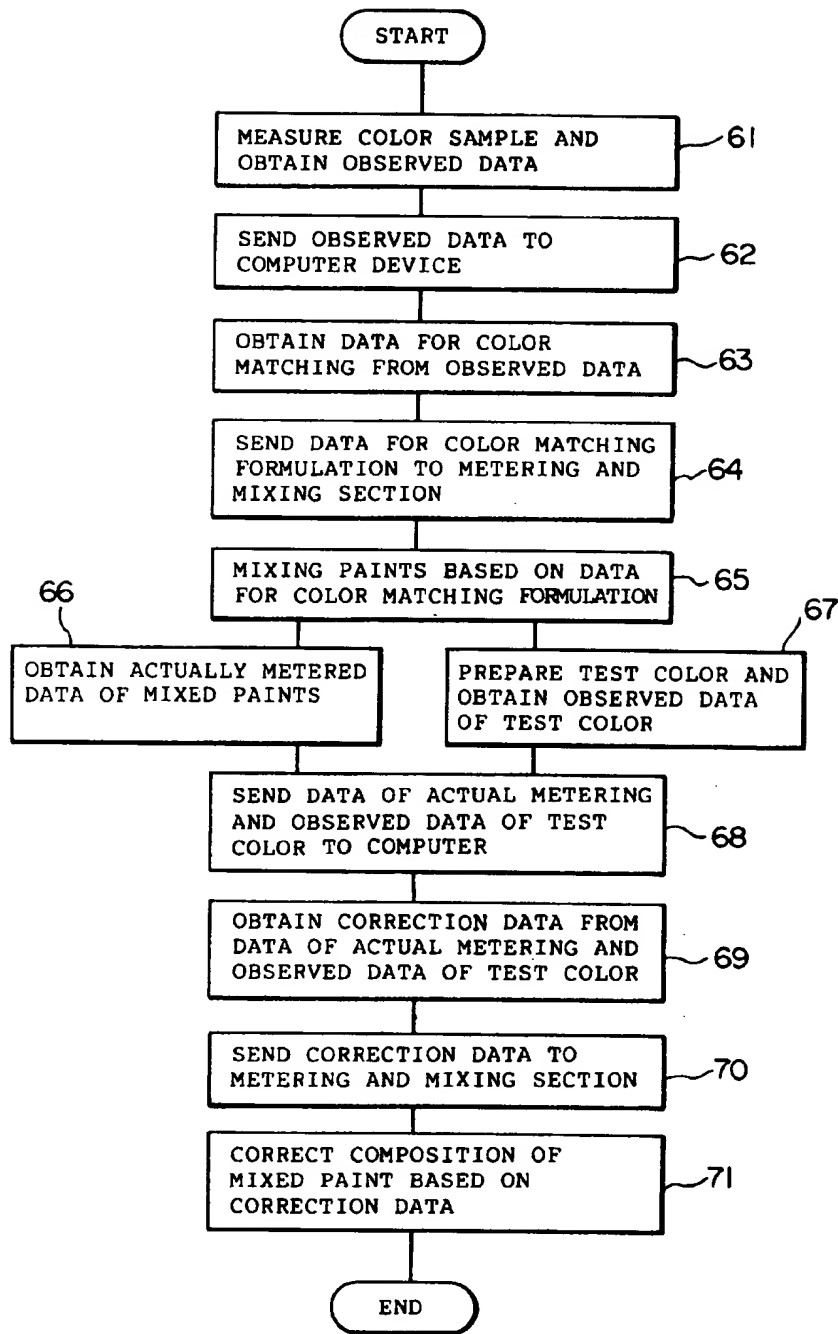 START
MEASURE COLOR SAMPLE AND
OBTAIN OBSERVED DATA
61
SEND OBSERVED DATA TO
COMPUTER DEVICE
62
OBTAIN DATA FOR COLOR
MATCHING FROM OBSERVED DATA
63
SEND DATA FOR COLOR MATCHING
FORMULATION TO METERING AND
MIXING SECTION
64
MIXING PAINTS BASED ON DATA
FOR COLOR MATCHING FORMULATION
65
66
OBTAIN ACTUALLY METERED
DATA OF MIXED PAINTS
67
PREPARE TEST COLOR AND
OBTAIN OBSERVED DATA
OF TEST COLOR
SEND DATA OF ACTUAL METERING
AND OBSERVED DATA OF TEST
COLOR TO COMPUTER
68
OBTAIN CORRECTION DATA FROM
DATA OF ACTUAL METERING AND
OBSERVED DATA OF TEST COLOR
69
SEND CORRECTION DATA TO
METERING AND MIXING SECTION
70
CORRECT COMPOSITION OF
MIXED PAINT BASED ON
CORRECTION DATA
71
END